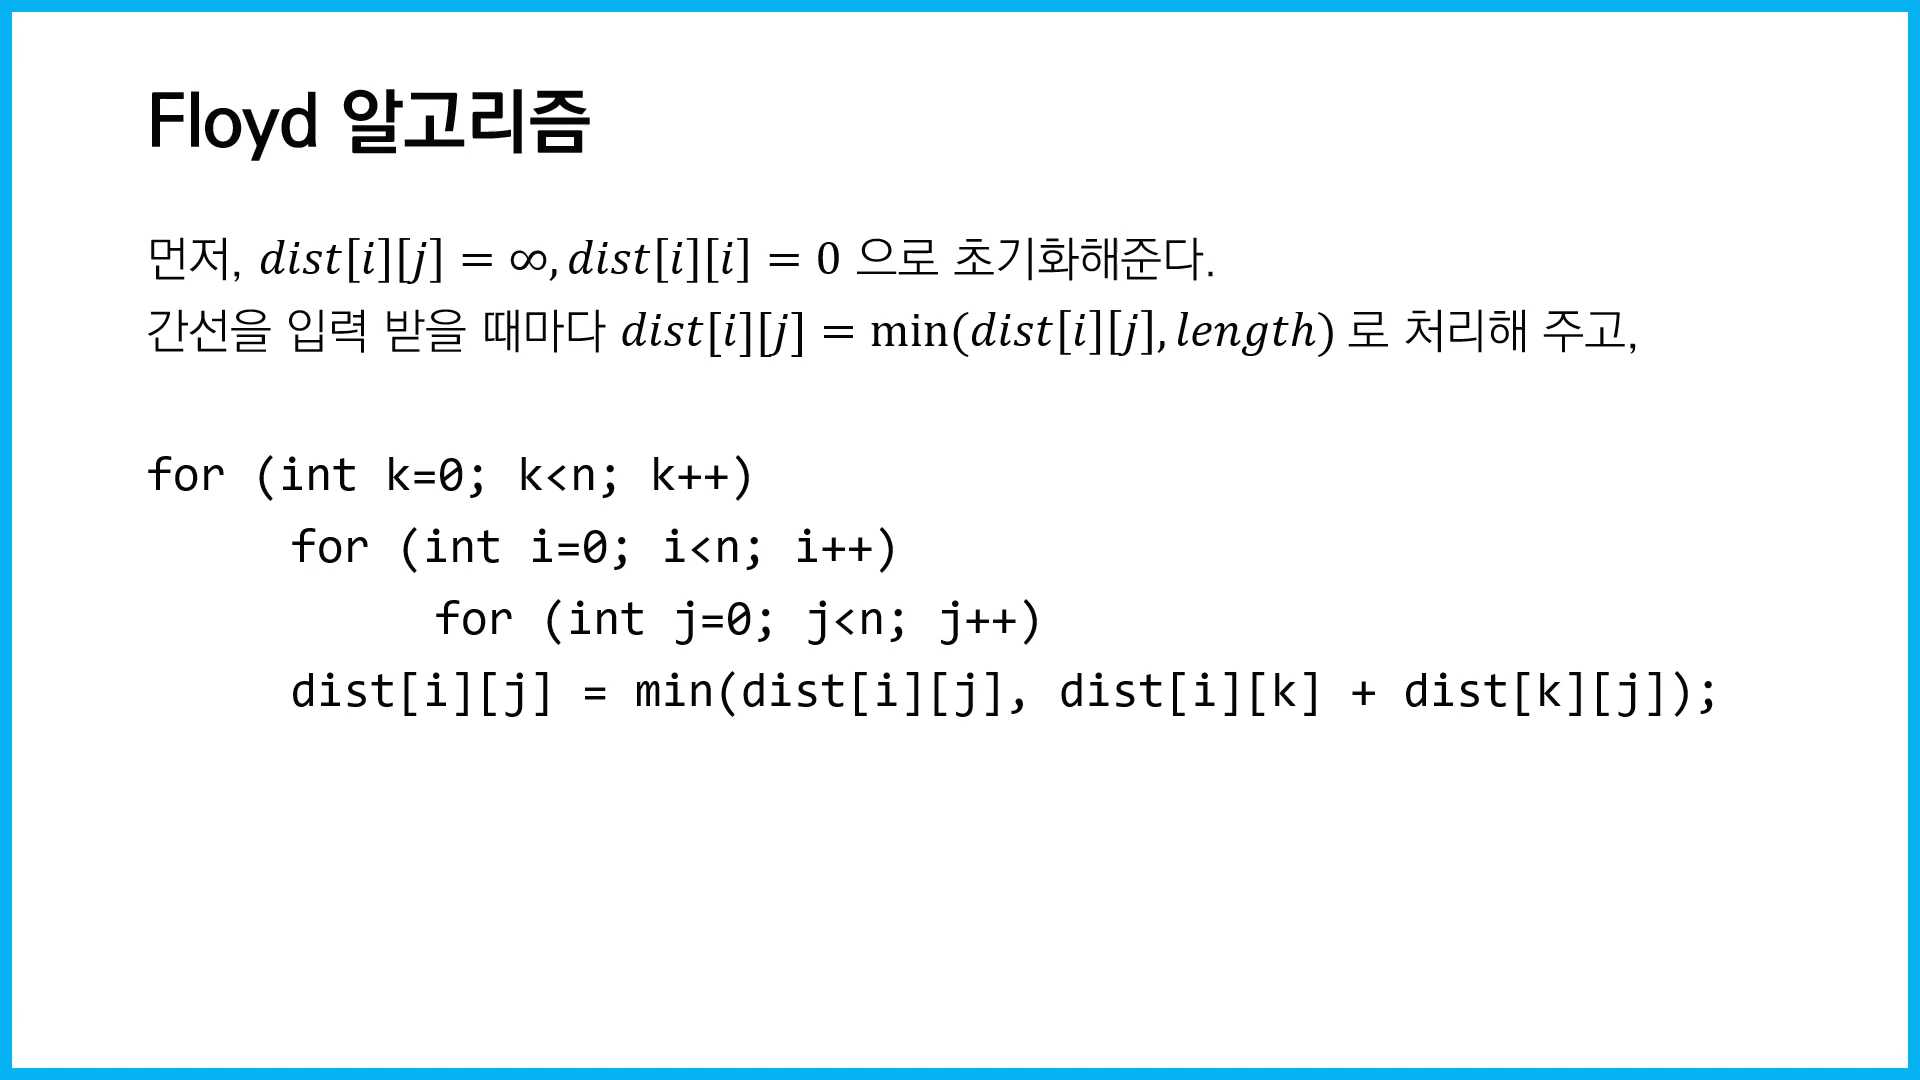 Floyd 알고리즘
먼저, dist[i][j] = ∞, dist[i][i] = 0 으로 초기화해준다.
간선을 입력 받을 때마다 dist[i][j] = min(dist[i][j], length) 로 처리해 주고,
for (int k=0; k<n; k++)
for (int i=0; i<n; i++)
for (int j=0; j<n; j++)
dist[i][j] = min(dist[i][j], dist[i][k] + dist[k][j]);